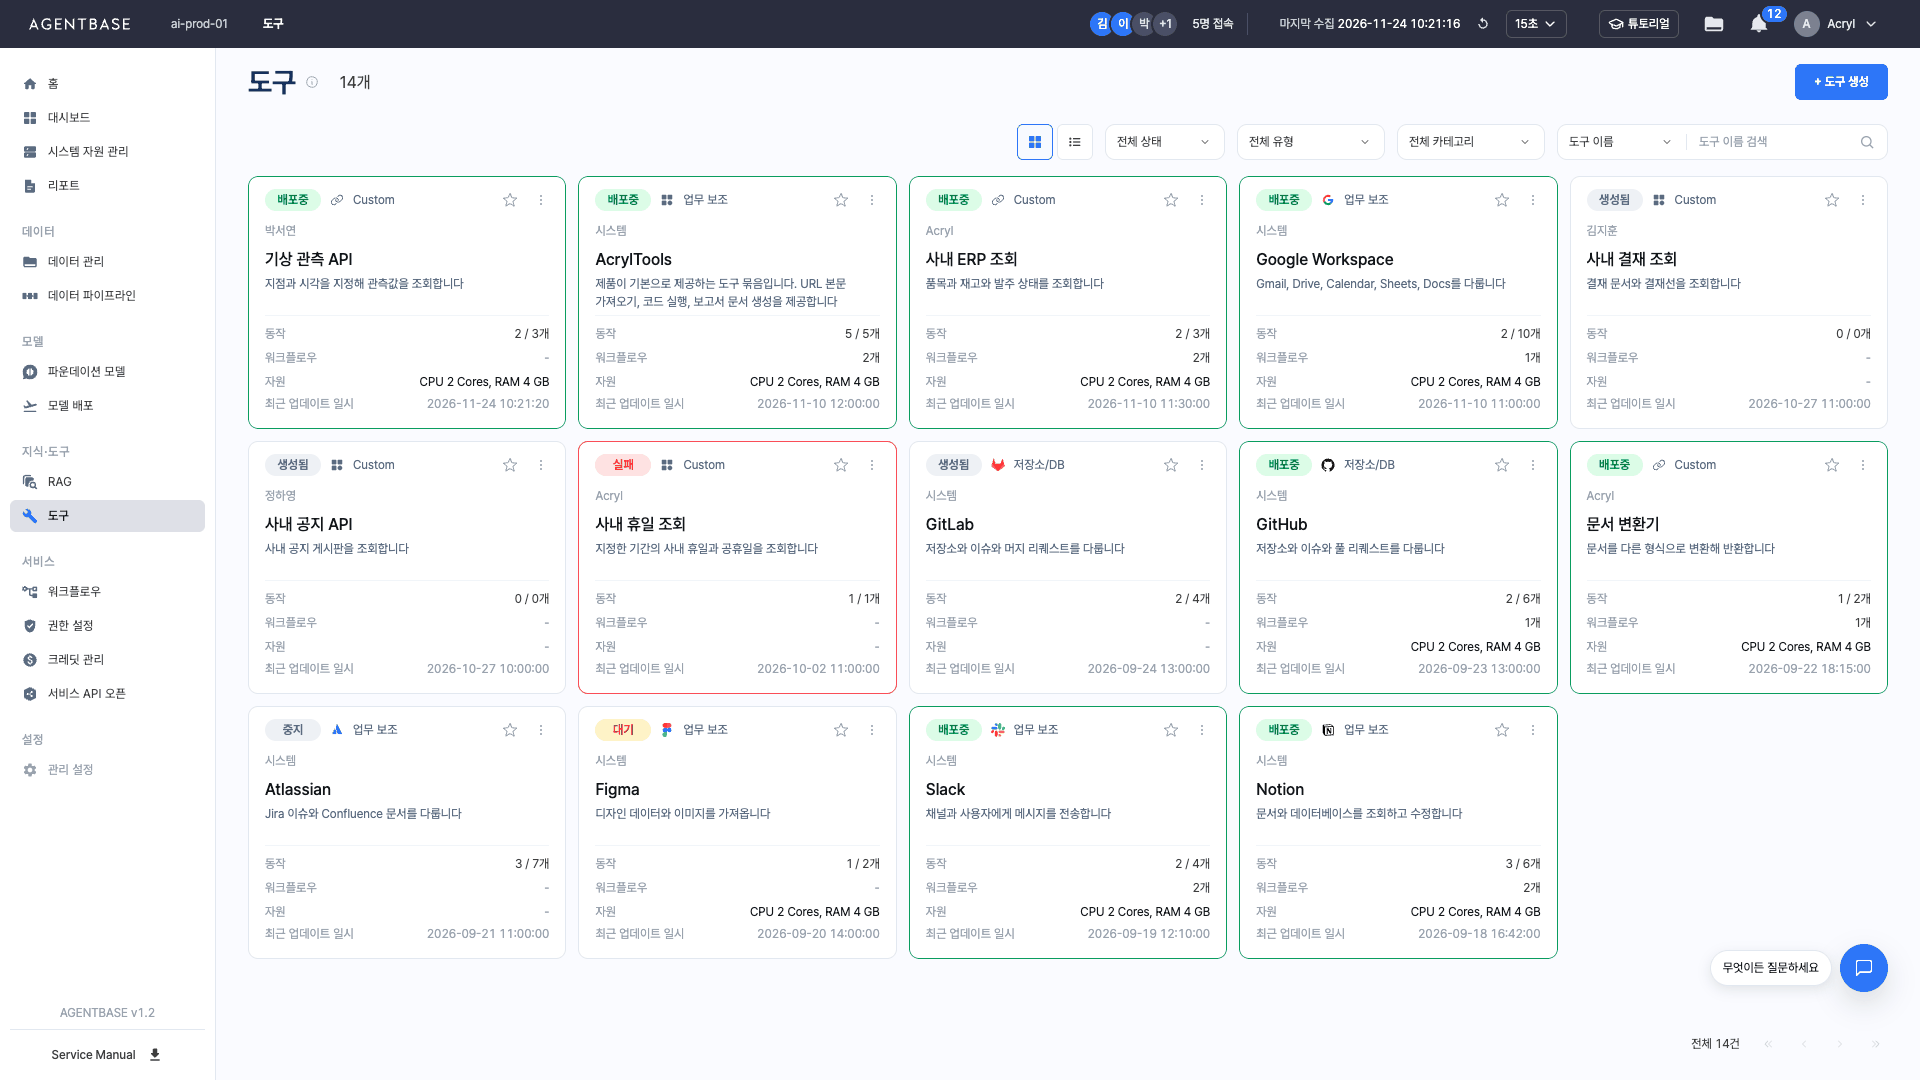 AGENTBASE
ai-prod-01
도구
김 이 박 +1
5명 접속
마지막 수집 2026-11-24 10:21:16
15초
튜토리얼
12
A
Acryl
홈
대시보드
시스템 자원 관리
리포트
데이터
데이터 관리
데이터 파이프라인
모델
파운데이션 모델
모델 배포
지식·도구
RAG
도구
서비스
워크플로우
권한 설정
크레딧 관리
서비스 API 오픈
설정
관리 설정
AGENTBASE v1.2
Service Manual
도구
14개
+ 도구 생성
전체 상태
전체 유형
전체 카테고리
도구 이름
도구 이름 검색
배포중
Custom
박서연
기상 관측 API
지점과 시각을 지정해 관측값을 조회합니다
동작 2 / 3개
워크플로우 -
자원 CPU 2 Cores, RAM 4 GB
최근 업데이트 일시 2026-11-24 10:21:20
배포중
업무 보조
시스템
AcrylTools
제품이 기본으로 제공하는 도구 묶음입니다. URL 본문
가져오기, 코드 실행, 보고서 문서 생성을 제공합니다
동작 5 / 5개
워크플로우 2개
자원 CPU 2 Cores, RAM 4 GB
최근 업데이트 일시 2026-11-10 12:00:00
배포중
Custom
Acryl
사내 ERP 조회
품목과 재고와 발주 상태를 조회합니다
동작 2 / 3개
워크플로우 2개
자원 CPU 2 Cores, RAM 4 GB
최근 업데이트 일시 2026-11-10 11:30:00
배포중
업무 보조
시스템
Google Workspace
Gmail, Drive, Calendar, Sheets, Docs를 다룹니다
동작 2 / 10개
워크플로우 1개
자원 CPU 2 Cores, RAM 4 GB
최근 업데이트 일시 2026-11-10 11:00:00
생성됨
Custom
김지훈
사내 결재 조회
결재 문서와 결재선을 조회합니다
동작 0 / 0개
워크플로우 -
자원 -
최근 업데이트 일시 2026-10-27 11:00:00
생성됨
Custom
정하영
사내 공지 API
사내 공지 게시판을 조회합니다
동작 0 / 0개
워크플로우 -
자원 -
최근 업데이트 일시 2026-10-27 10:00:00
실패
Custom
Acryl
사내 휴일 조회
지정한 기간의 사내 휴일과 공휴일을 조회합니다
동작 1 / 1개
워크플로우 -
자원 -
최근 업데이트 일시 2026-10-02 11:00:00
생성됨
저장소/DB
시스템
GitLab
저장소와 이슈와 머지 리퀘스트를 다룹니다
동작 2 / 4개
워크플로우 -
자원 -
최근 업데이트 일시 2026-09-24 13:00:00
배포중
저장소/DB
시스템
GitHub
저장소와 이슈와 풀 리퀘스트를 다룹니다
동작 2 / 6개
워크플로우 1개
자원 CPU 2 Cores, RAM 4 GB
최근 업데이트 일시 2026-09-23 13:00:00
배포중
Custom
Acryl
문서 변환기
문서를 다른 형식으로 변환해 반환합니다
동작 1 / 2개
워크플로우 1개
자원 CPU 2 Cores, RAM 4 GB
최근 업데이트 일시 2026-09-22 18:15:00
중지
업무 보조
시스템
Atlassian
Jira 이슈와 Confluence 문서를 다룹니다
동작 3 / 7개
워크플로우 -
자원 -
최근 업데이트 일시 2026-09-21 11:00:00
대기
업무 보조
시스템
Figma
디자인 데이터와 이미지를 가져옵니다
동작 1 / 2개
워크플로우 -
자원 CPU 2 Cores, RAM 4 GB
최근 업데이트 일시 2026-09-20 14:00:00
배포중
업무 보조
시스템
Slack
채널과 사용자에게 메시지를 전송합니다
동작 2 / 4개
워크플로우 2개
자원 CPU 2 Cores, RAM 4 GB
최근 업데이트 일시 2026-09-19 12:10:00
배포중
업무 보조
시스템
Notion
문서와 데이터베이스를 조회하고 수정합니다
동작 3 / 6개
워크플로우 2개
자원 CPU 2 Cores, RAM 4 GB
최근 업데이트 일시 2026-09-18 16:42:00
무엇이든 질문하세요
전체 14건